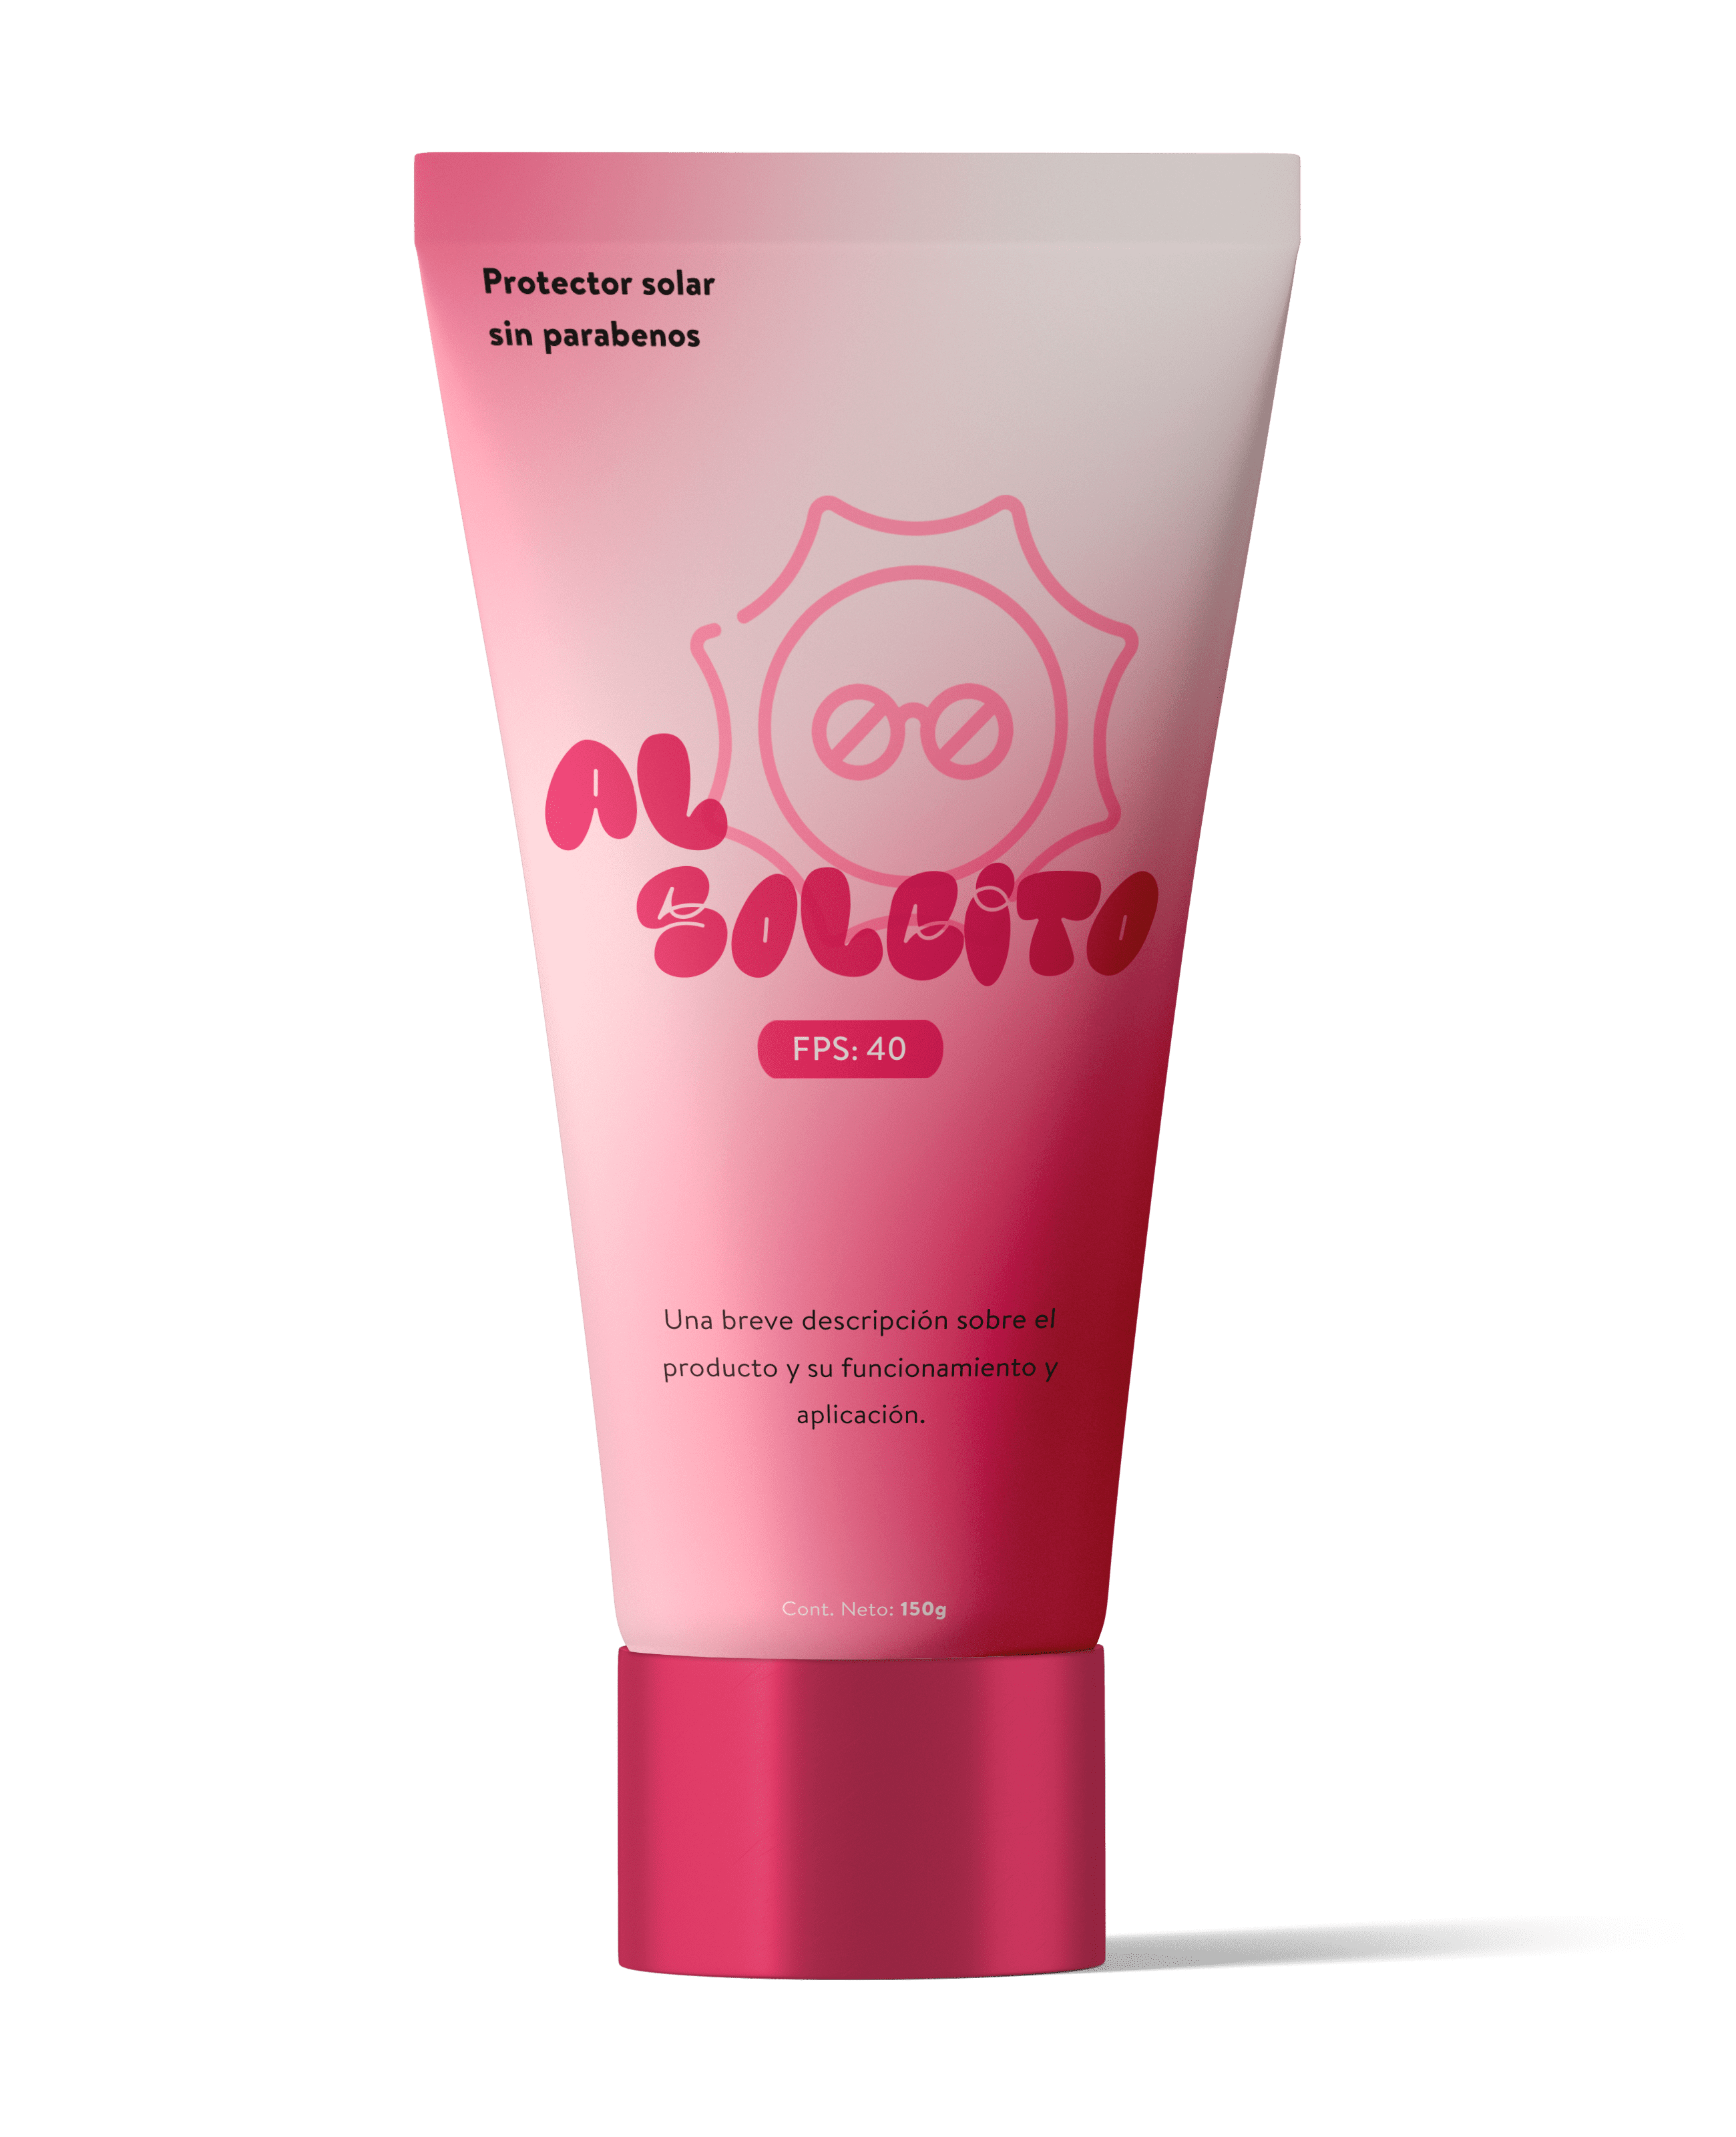 Protector solar
sin parabenos
AL
SOLCiTO
FPS: 40
Una breve descripción sobre el
producto y su funcionamiento y
aplicación.
Cont. Neto: 150g